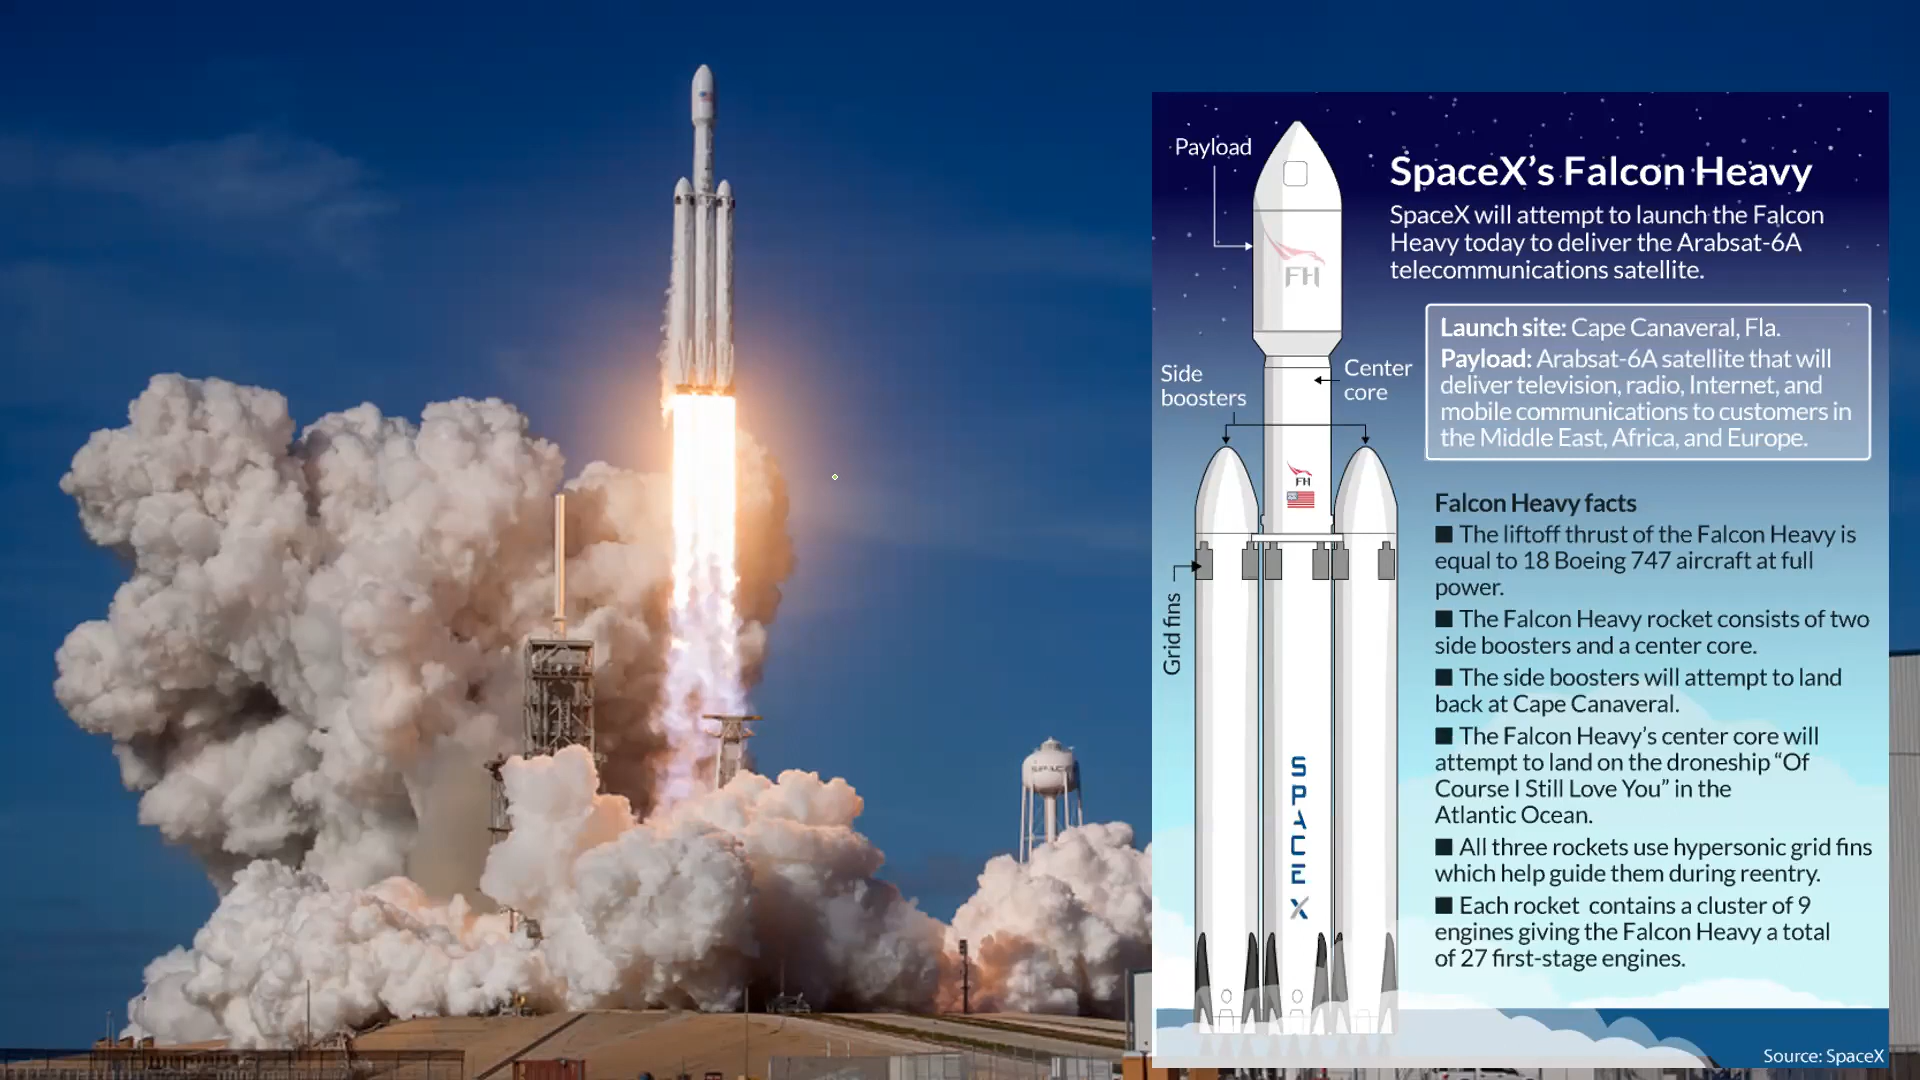 Payload
SpaceX’s Falcon Heavy
SpaceX will attempt to launch the Falcon
Heavy today to deliver the Arabsat-6A
telecommunications satellite.
FH
Launch site: Cape Canaveral, Fla.
Payload: Arabsat-6A satellite that will
deliver television, radio, Internet, and
mobile communications to customers in
the Middle East, Africa, and Europe.
Side
boosters
Center
core
FH
Grid fins
Falcon Heavy facts
■ The liftoff thrust of the Falcon Heavy is
equal to 18 Boeing 747 aircraft at full
power.
■ The Falcon Heavy rocket consists of two
side boosters and a center core.
■ The side boosters will attempt to land
back at Cape Canaveral.
■ The Falcon Heavy’s center core will
attempt to land on the droneship “Of
Course I Still Love You” in the
Atlantic Ocean.
■ All three rockets use hypersonic grid fins
which help guide them during reentry.
■ Each rocket contains a cluster of 9
engines giving the Falcon Heavy a total
of 27 first-stage engines.
SPACEX
SPACE
Source: SpaceX